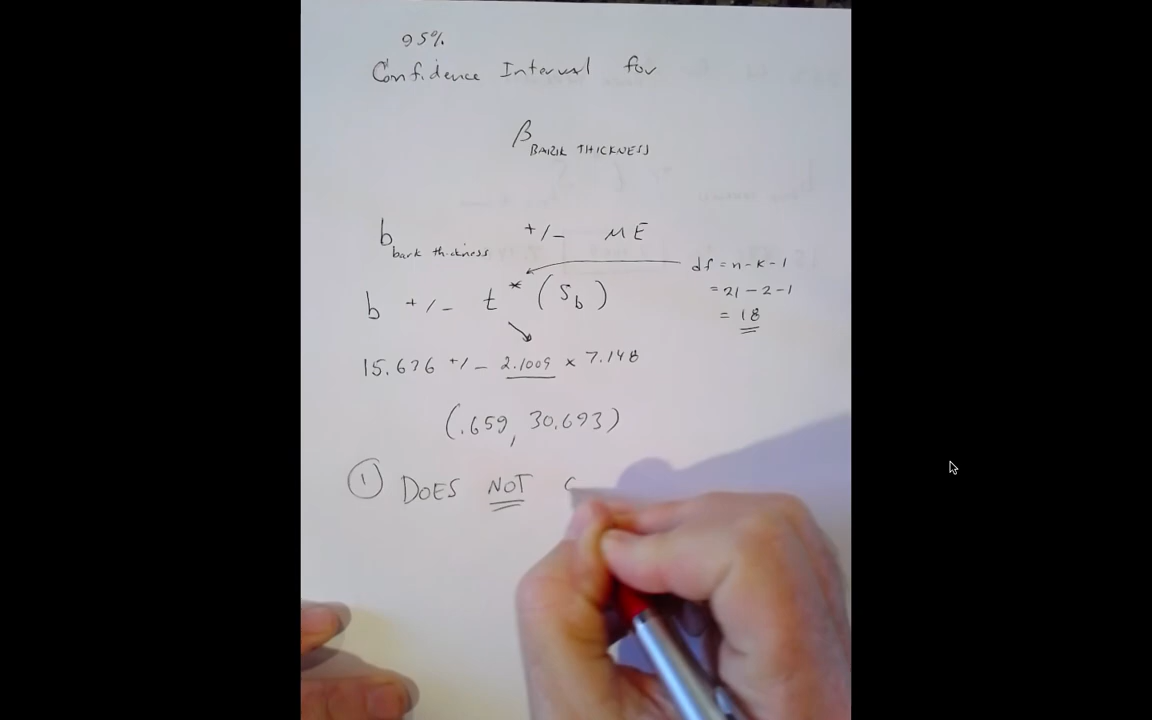 95%
Confidence Interval for
β BARK THICKNESS
b bark thickness +/- ME
df = n - k - 1
= 21 - 2 - 1
= 18
b +/- t* (Sb)
15.676 +/- 2.1009 x 7.148
(.659, 30.693)
① DOES NOT